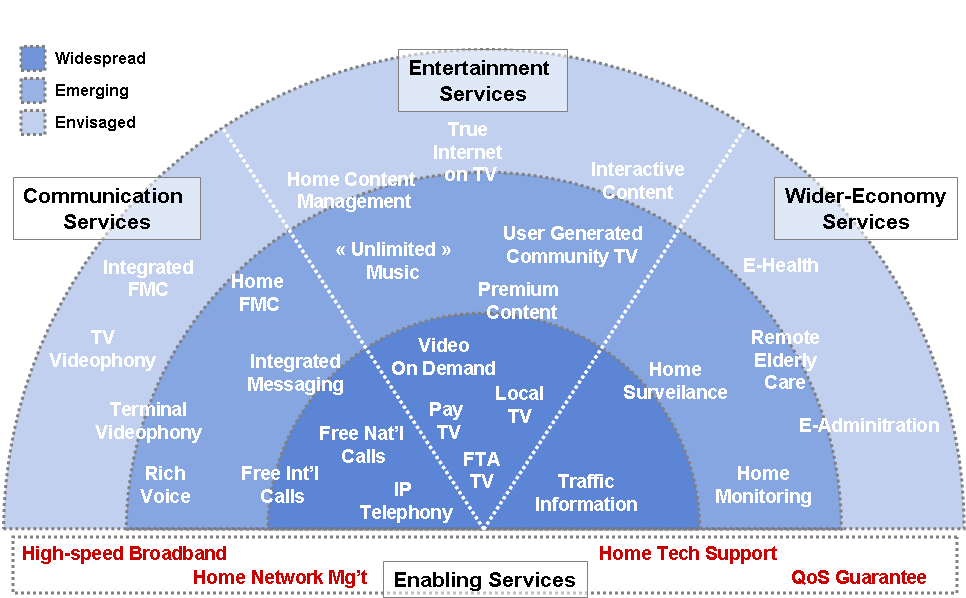 Widespread
Emerging
Envisaged
Entertainment
Services
Communication
Services
Wider-Economy
Services
True
Internet
on TV
Home Content
Management
Interactive
Content
« Unlimited »
Music
User Generated
Community TV
Premium
Content
Integrated
FMC
Home
FMC
TV
Videophony
Integrated
Messaging
Terminal
Videophony
Rich
Voice
Free Int'l
Calls
Free Nat'l
Calls
IP
Telephony
Video
On Demand
Local
TV
Pay
TV
FTA
TV
E-Health
Remote
Elderly
Care
Home
Surveilance
E-Adminitration
Home
Monitoring
Traffic
Information
High-speed Broadband
Home Network Mg't
Enabling Services
Home Tech Support
QoS Guarantee